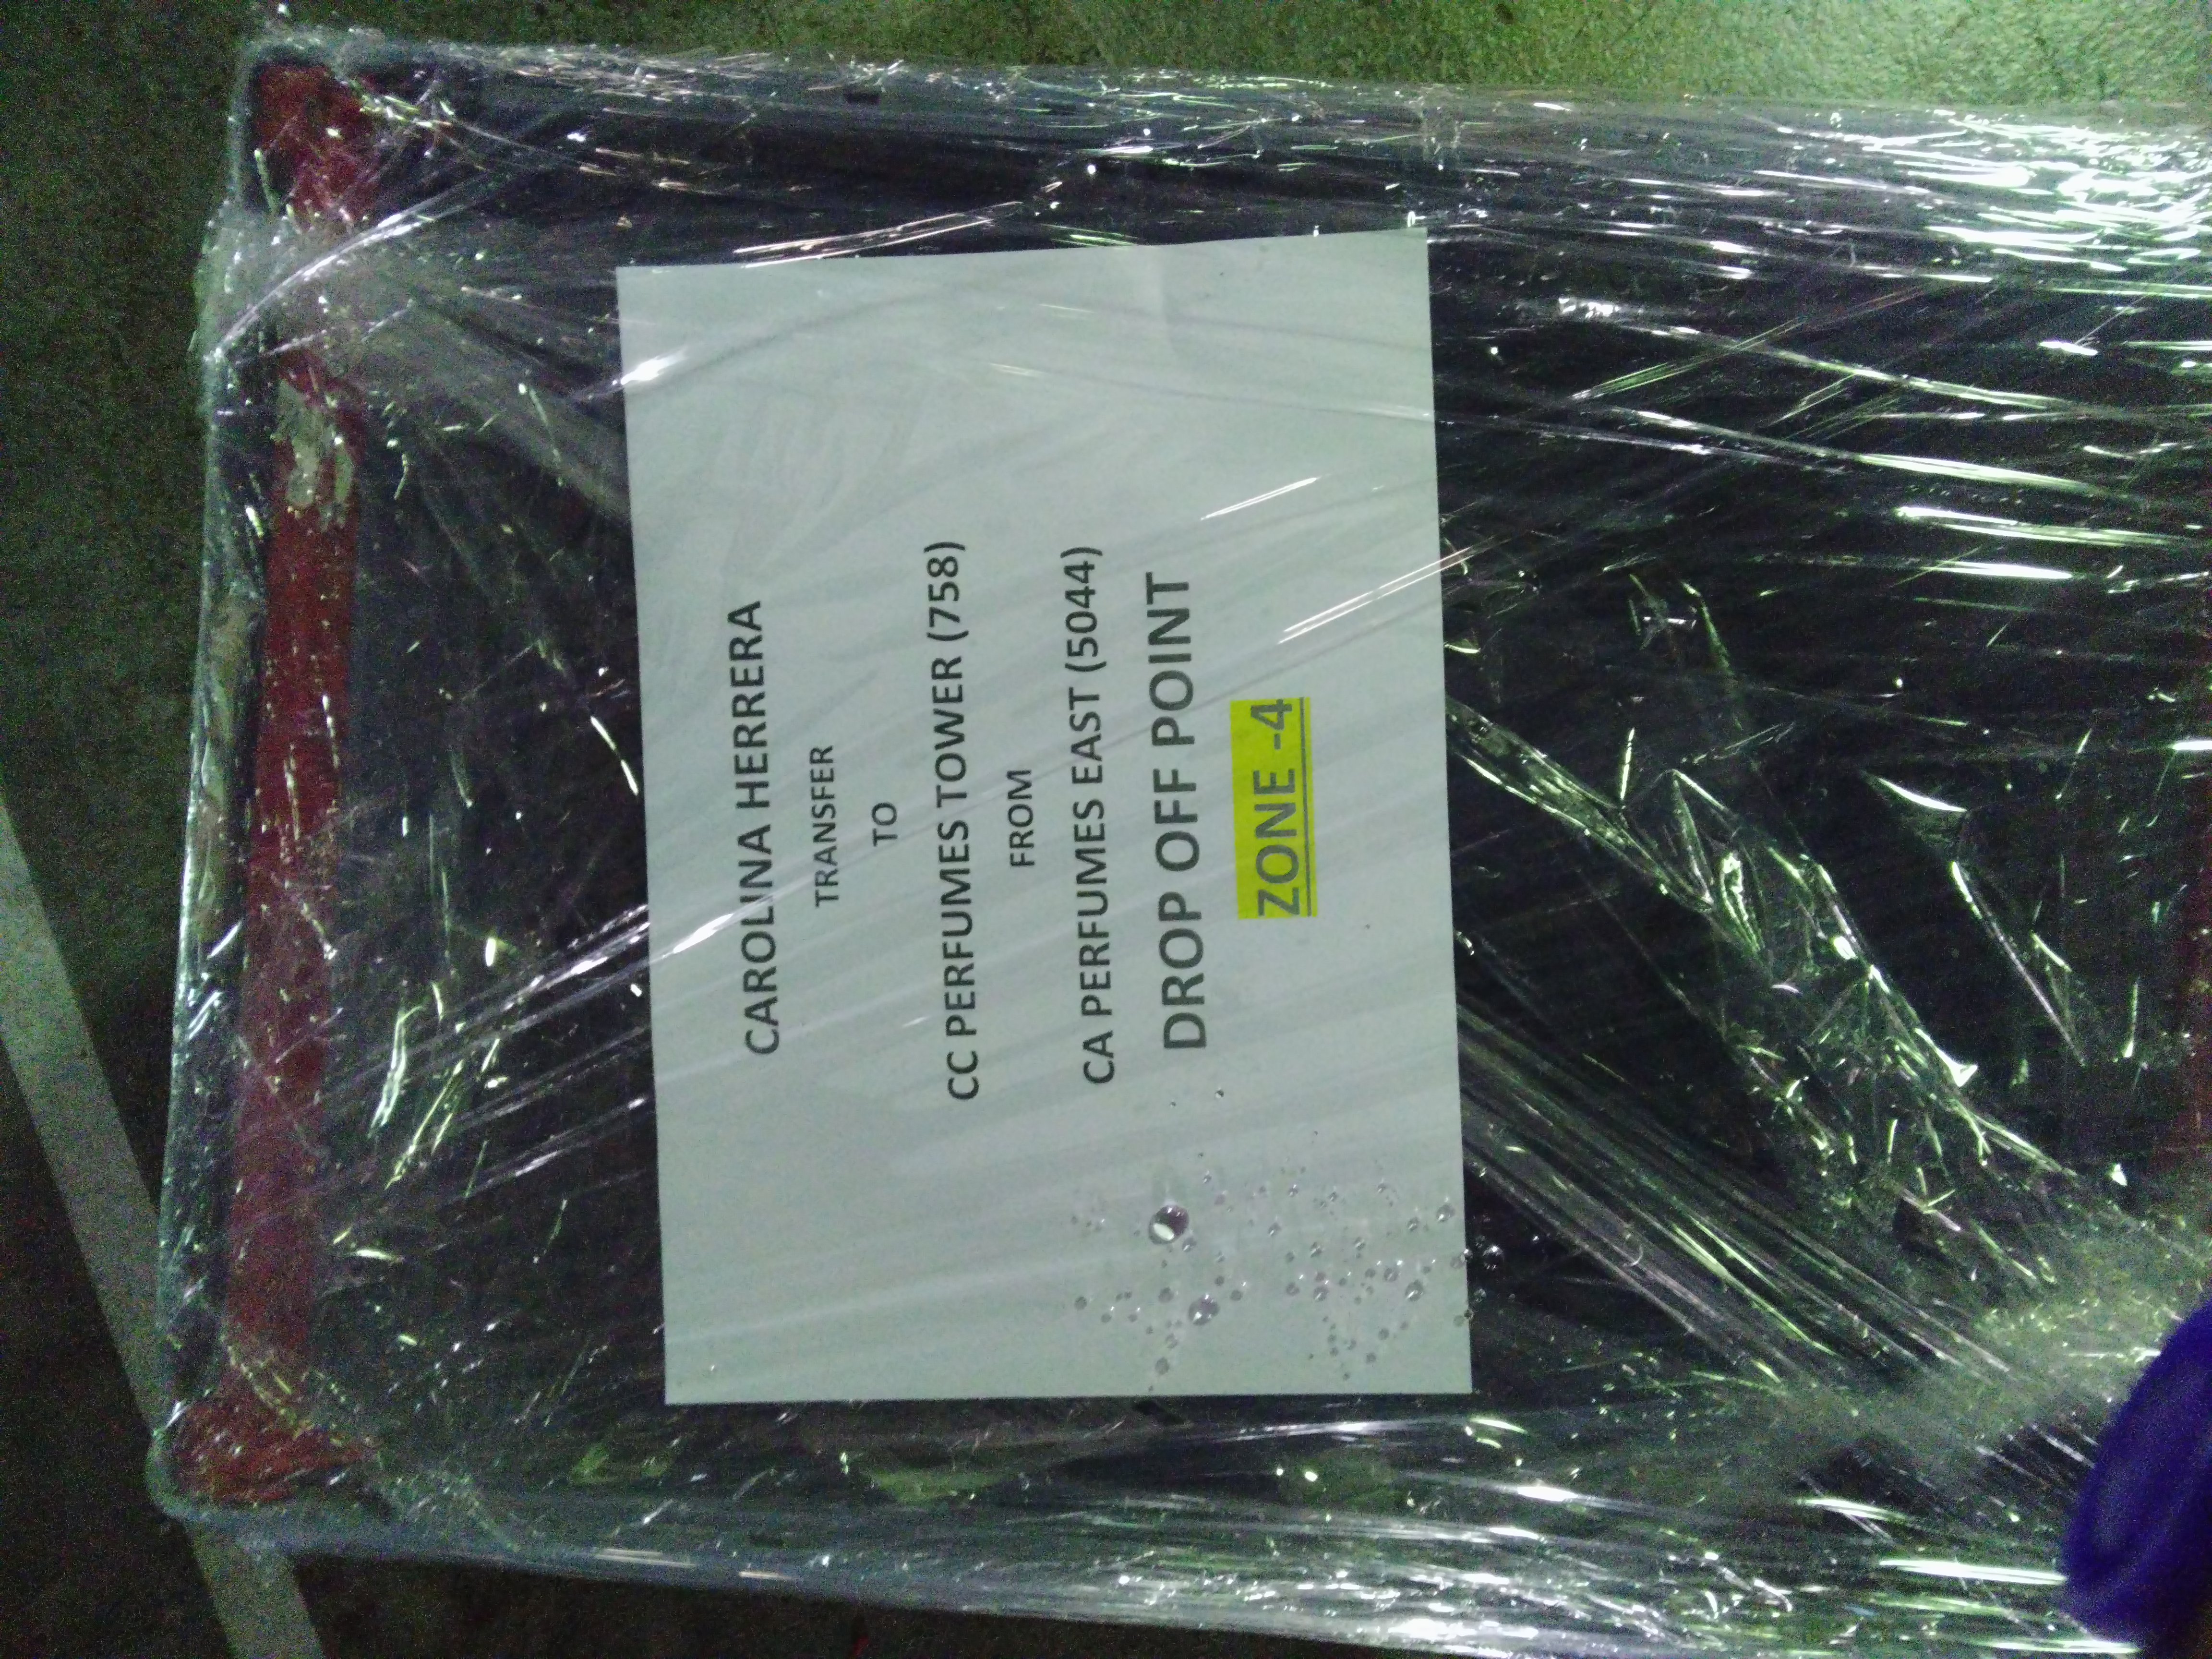 CAROLINA HERRERA
TRANSFER
TO
CC PERFUMES TOWER (758)
FROM
CA PERFUMES EAST (5044)
DROP OFF POINT
ZONE -4